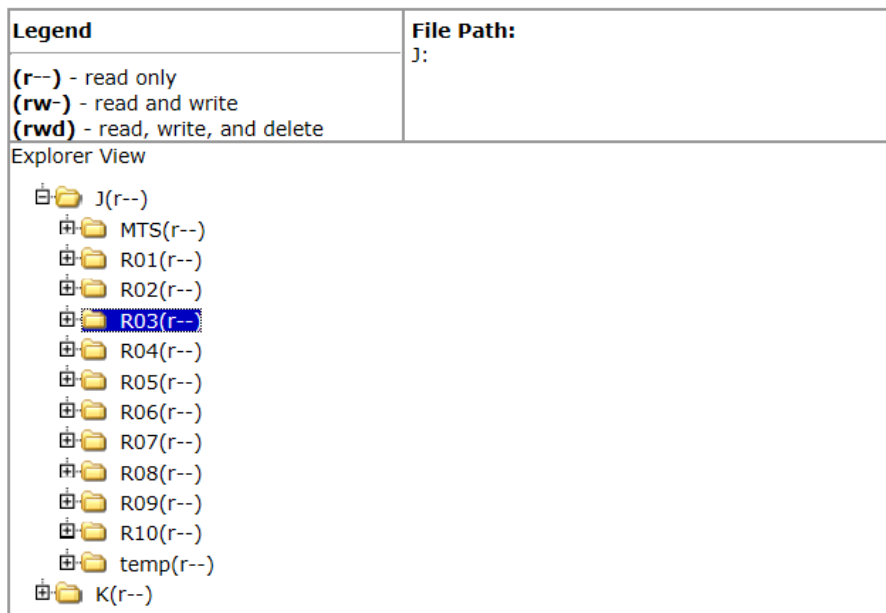 Legend
(r--) - read only
(rw-) - read and write
(rwd) - read, write, and delete
File Path:
J:
Explorer View
J(r--)
MTS(r--)
R01(r--)
R02(r--)
R03(r--)
R04(r--)
R05(r--)
R06(r--)
R07(r--)
R08(r--)
R09(r--)
R10(r--)
temp(r--)
K(r--)